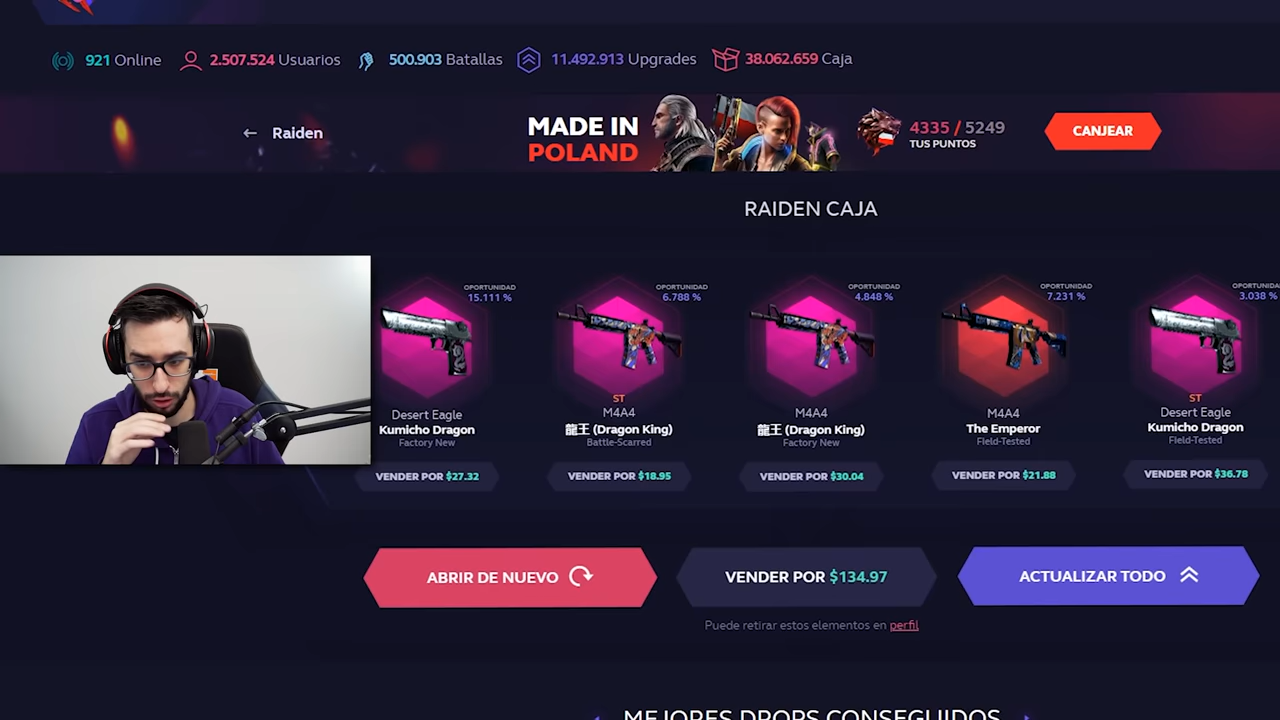 921 Online
2.507.524 Usuarios
500.903 Batallas
11.492.913 Upgrades
38.062.659 Caja
Raiden
MADE IN
POLAND
4335 / 5249
TUS PUNTOS
CANJEAR
RAIDEN CAJA
OPORTUNIDAD
15.111 %
Desert Eagle
Kumicho Dragon
Factory New
VENDER POR $27.32
OPORTUNIDAD
6.788 %
ST
M4A4
龍王 (Dragon King)
Battle-Scarred
VENDER POR $18.95
OPORTUNIDAD
4.848 %
M4A4
龍王 (Dragon King)
Factory New
VENDER POR $30.04
OPORTUNIDAD
7.231 %
M4A4
The Emperor
Field-Tested
VENDER POR $21.88
OPORTUNIDA
3.038 %
ST
Desert Eagle
Kumicho Dragon
Field-Tested
VENDER POR $36.78
ABRIR DE NUEVO
VENDER POR $134.97
ACTUALIZAR TODO
Puede retirar estos elementos en perfil
MEJORES DROPS CONSEGUIDOS